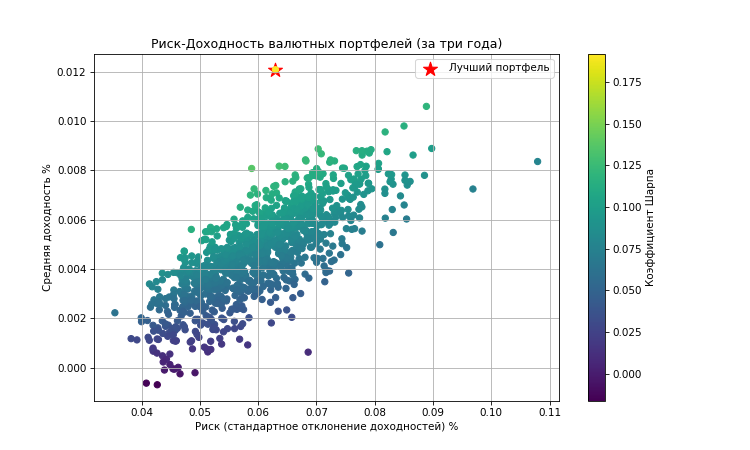 Риск-Доходность валютных портфелей (за три года)
Лучший портфель
0.012
0.010
0.008
0.006
0.004
0.002
0.000
Средняя доходность %
0.04 0.05 0.06 0.07 0.08 0.09 0.10 0.11
Риск (стандартное отклонение доходностей) %
0.175
0.150
0.125
0.100
0.075
0.050
0.025
0.000
Коэффициент Шарпа